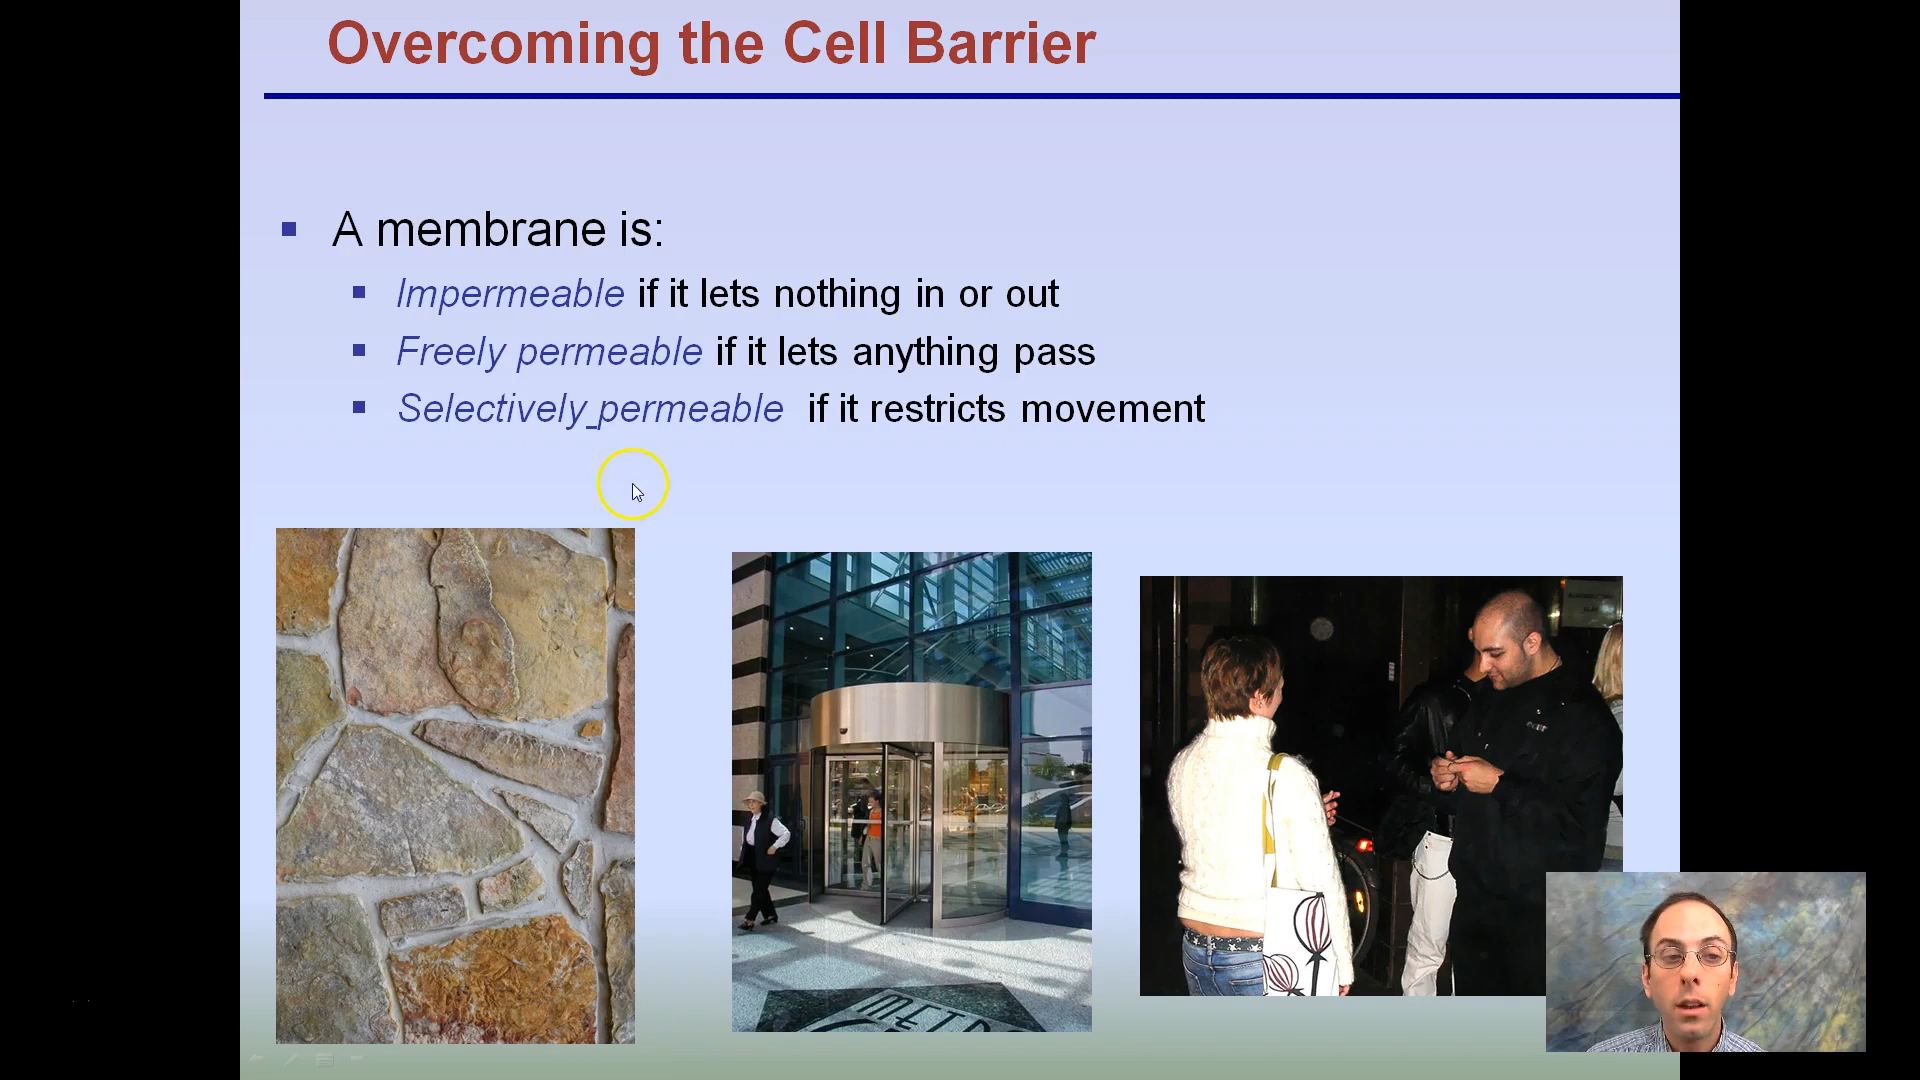 Overcoming the Cell Barrier
A membrane is:
Impermeable if it lets nothing in or out
Freely permeable if it lets anything pass
Selectively permeable if it restricts movement
METRO